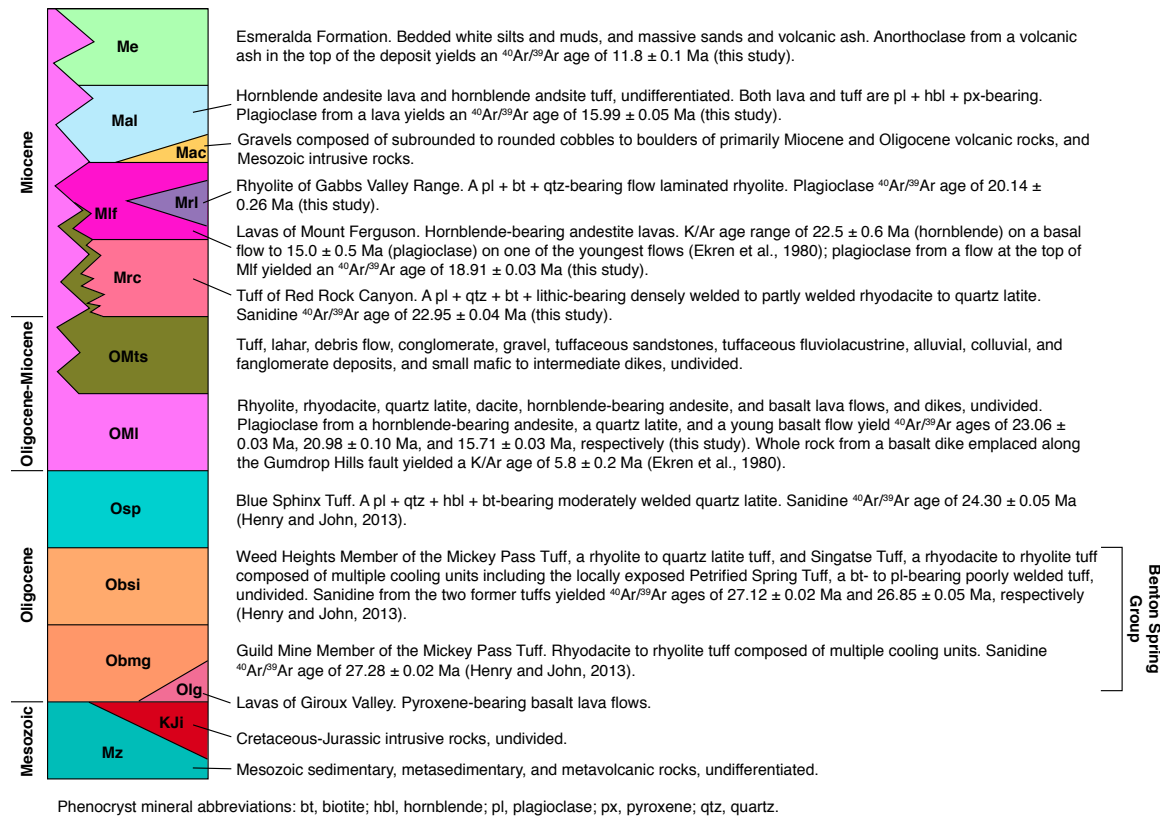 Miocene
Oligocene-Miocene
Oligocene
Mesozoic
Me
Esmeralda Formation. Bedded white silts and muds, and massive sands and volcanic ash. Anorthoclase from a volcanic
ash in the top of the deposit yields an ⁴⁰Ar/³⁹Ar age of 11.8 ± 0.1 Ma (this study).
Mal
Hornblende andesite lava and hornblende andsite tuff, undifferentiated. Both lava and tuff are pl + hbl + px-bearing.
Plagioclase from a lava yields an ⁴⁰Ar/³⁹Ar age of 15.99 ± 0.05 Ma (this study).
Mac
Gravels composed of subrounded to rounded cobbles to boulders of primarily Miocene and Oligocene volcanic rocks, and
Mesozoic intrusive rocks.
Mrl
Rhyolite of Gabbs Valley Range. A pl + bt + qtz-bearing flow laminated rhyolite. Plagioclase ⁴⁰Ar/³⁹Ar age of 20.14 ±
0.26 Ma (this study).
Mlf
Lavas of Mount Ferguson. Hornblende-bearing andestite lavas. K/Ar age range of 22.5 ± 0.6 Ma (hornblende) on a basal
flow to 15.0 ± 0.5 Ma (plagioclase) on one of the youngest flows (Ekren et al., 1980); plagioclase from a flow at the top of
Mlf yielded an ⁴⁰Ar/³⁹Ar age of 18.91 ± 0.03 Ma (this study).
Mrc
Tuff of Red Rock Canyon. A pl + qtz + bt + lithic-bearing densely welded to partly welded rhyodacite to quartz latite.
Sanidine ⁴⁰Ar/³⁹Ar age of 22.95 ± 0.04 Ma (this study).
OMts
Tuff, lahar, debris flow, conglomerate, gravel, tuffaceous sandstones, tuffaceous fluviolacustrine, alluvial, colluvial, and
fanglomerate deposits, and small mafic to intermediate dikes, undivided.
OMl
Rhyolite, rhyodacite, quartz latite, dacite, hornblende-bearing andesite, and basalt lava flows, and dikes, undivided.
Plagioclase from a hornblende-bearing andesite, a quartz latite, and a young basalt flow yield ⁴⁰Ar/³⁹Ar ages of 23.06 ±
0.03 Ma, 20.98 ± 0.10 Ma, and 15.71 ± 0.03 Ma, respectively (this study). Whole rock from a basalt dike emplaced along
the Gumdrop Hills fault yielded a K/Ar age of 5.8 ± 0.2 Ma (Ekren et al., 1980).
Osp
Blue Sphinx Tuff. A pl + qtz + hbl + bt-bearing moderately welded quartz latite. Sanidine ⁴⁰Ar/³⁹Ar age of 24.30 ± 0.05 Ma
(Henry and John, 2013).
Obsi
Weed Heights Member of the Mickey Pass Tuff, a rhyolite to quartz latite tuff, and Singatse Tuff, a rhyodacite to rhyolite tuff
composed of multiple cooling units including the locally exposed Petrified Spring Tuff, a bt- to pl-bearing poorly welded tuff,
undivided. Sanidine from the two former tuffs yielded ⁴⁰Ar/³⁹Ar ages of 27.12 ± 0.02 Ma and 26.85 ± 0.05 Ma, respectively
(Henry and John, 2013).
Benton Spring
Group
Obmg
Guild Mine Member of the Mickey Pass Tuff. Rhyodacite to rhyolite tuff composed of multiple cooling units. Sanidine
⁴⁰Ar/³⁹Ar age of 27.28 ± 0.02 Ma (Henry and John, 2013).
Olg
Lavas of Giroux Valley. Pyroxene-bearing basalt lava flows.
KJi
Cretaceous-Jurassic intrusive rocks, undivided.
Mz
Mesozoic sedimentary, metasedimentary, and metavolcanic rocks, undifferentiated.
Phenocryst mineral abbreviations: bt, biotite; hbl, hornblende; pl, plagioclase; px, pyroxene; qtz, quartz.